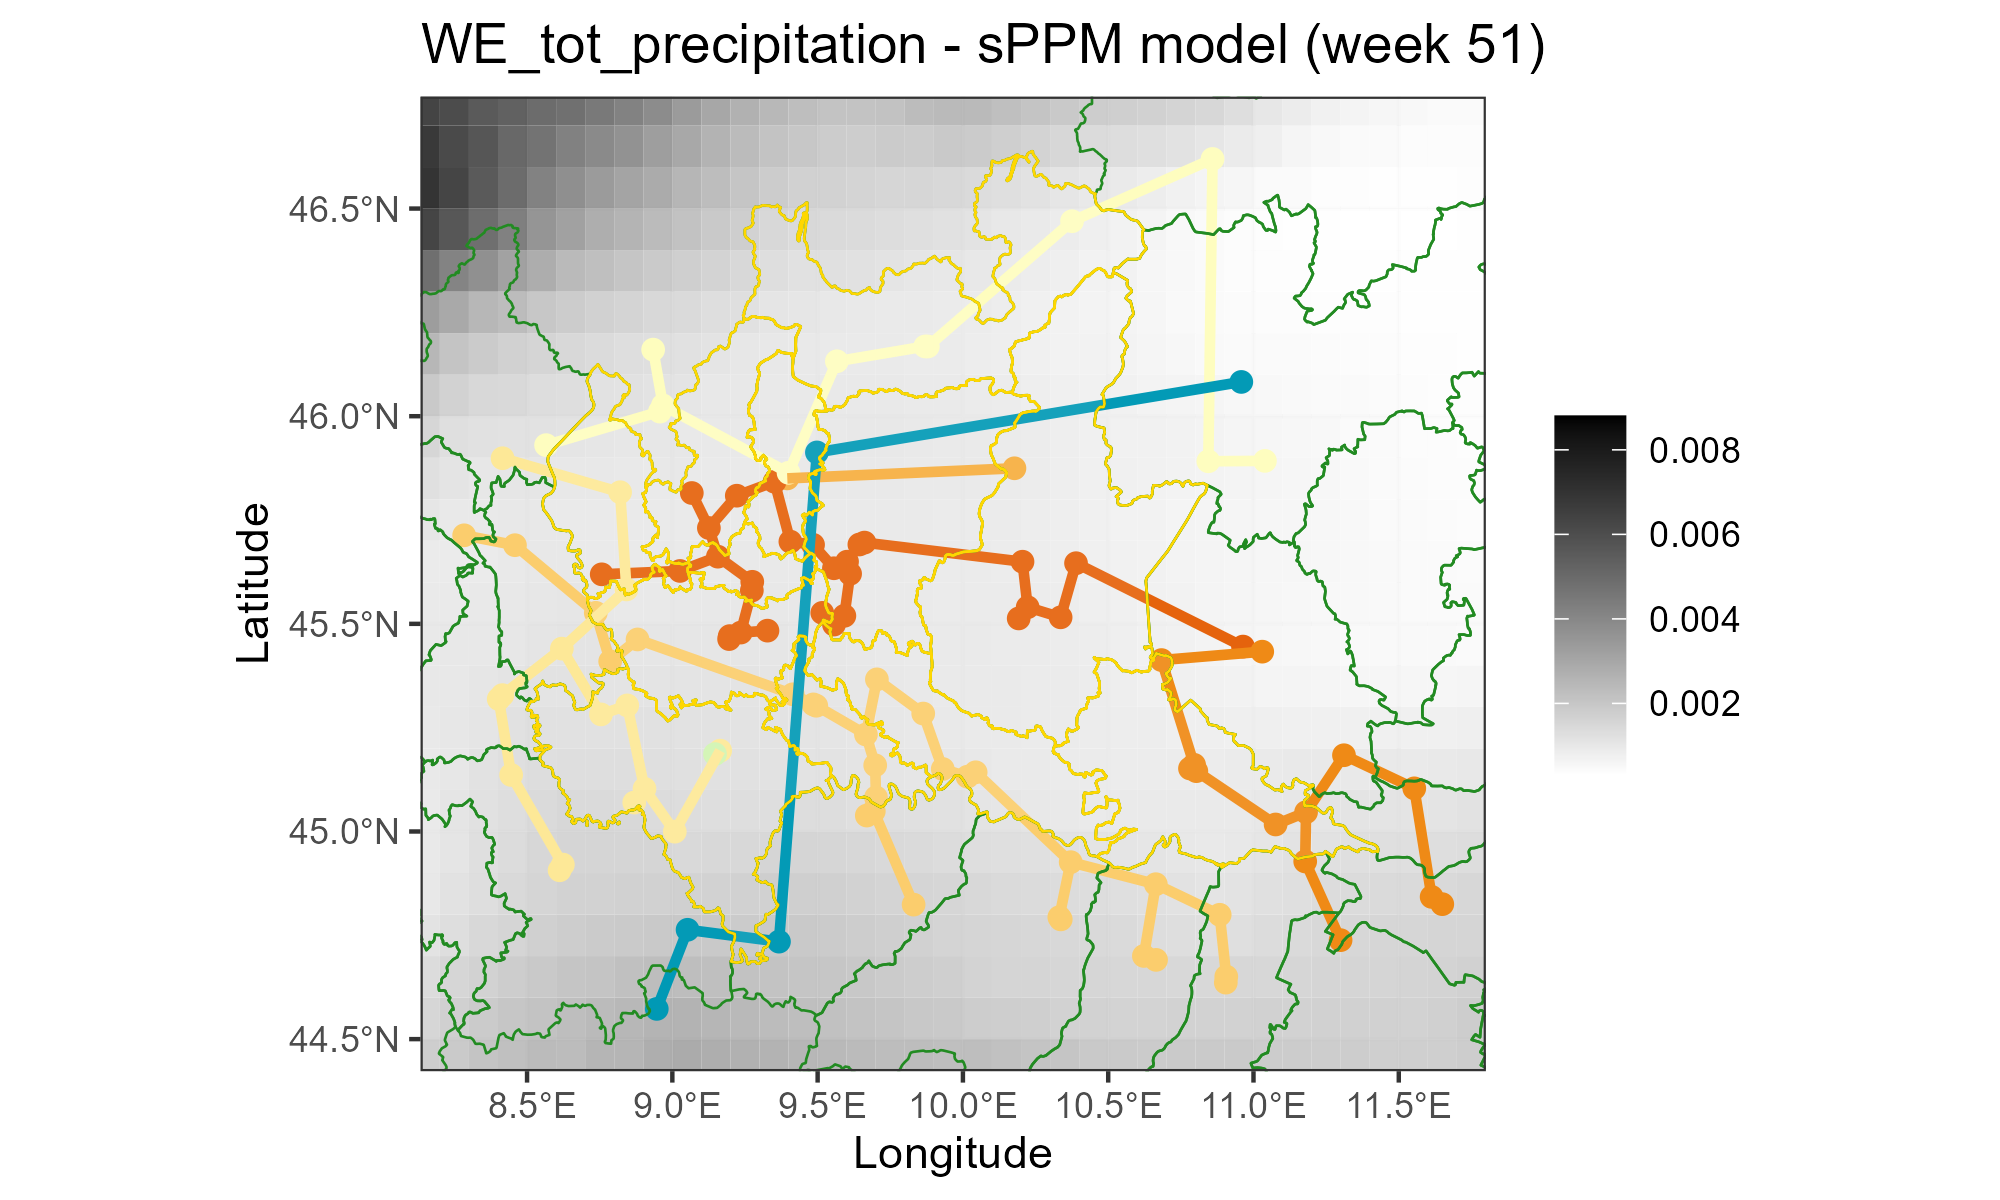 WE_tot_precipitation - sPPM model (week 51)
46.5°N
46.0°N
45.5°N
45.0°N
44.5°N
Latitude
8.5°E 9.0°E 9.5°E 10.0°E 10.5°E 11.0°E 11.5°E
Longitude
0.008
0.006
0.004
0.002